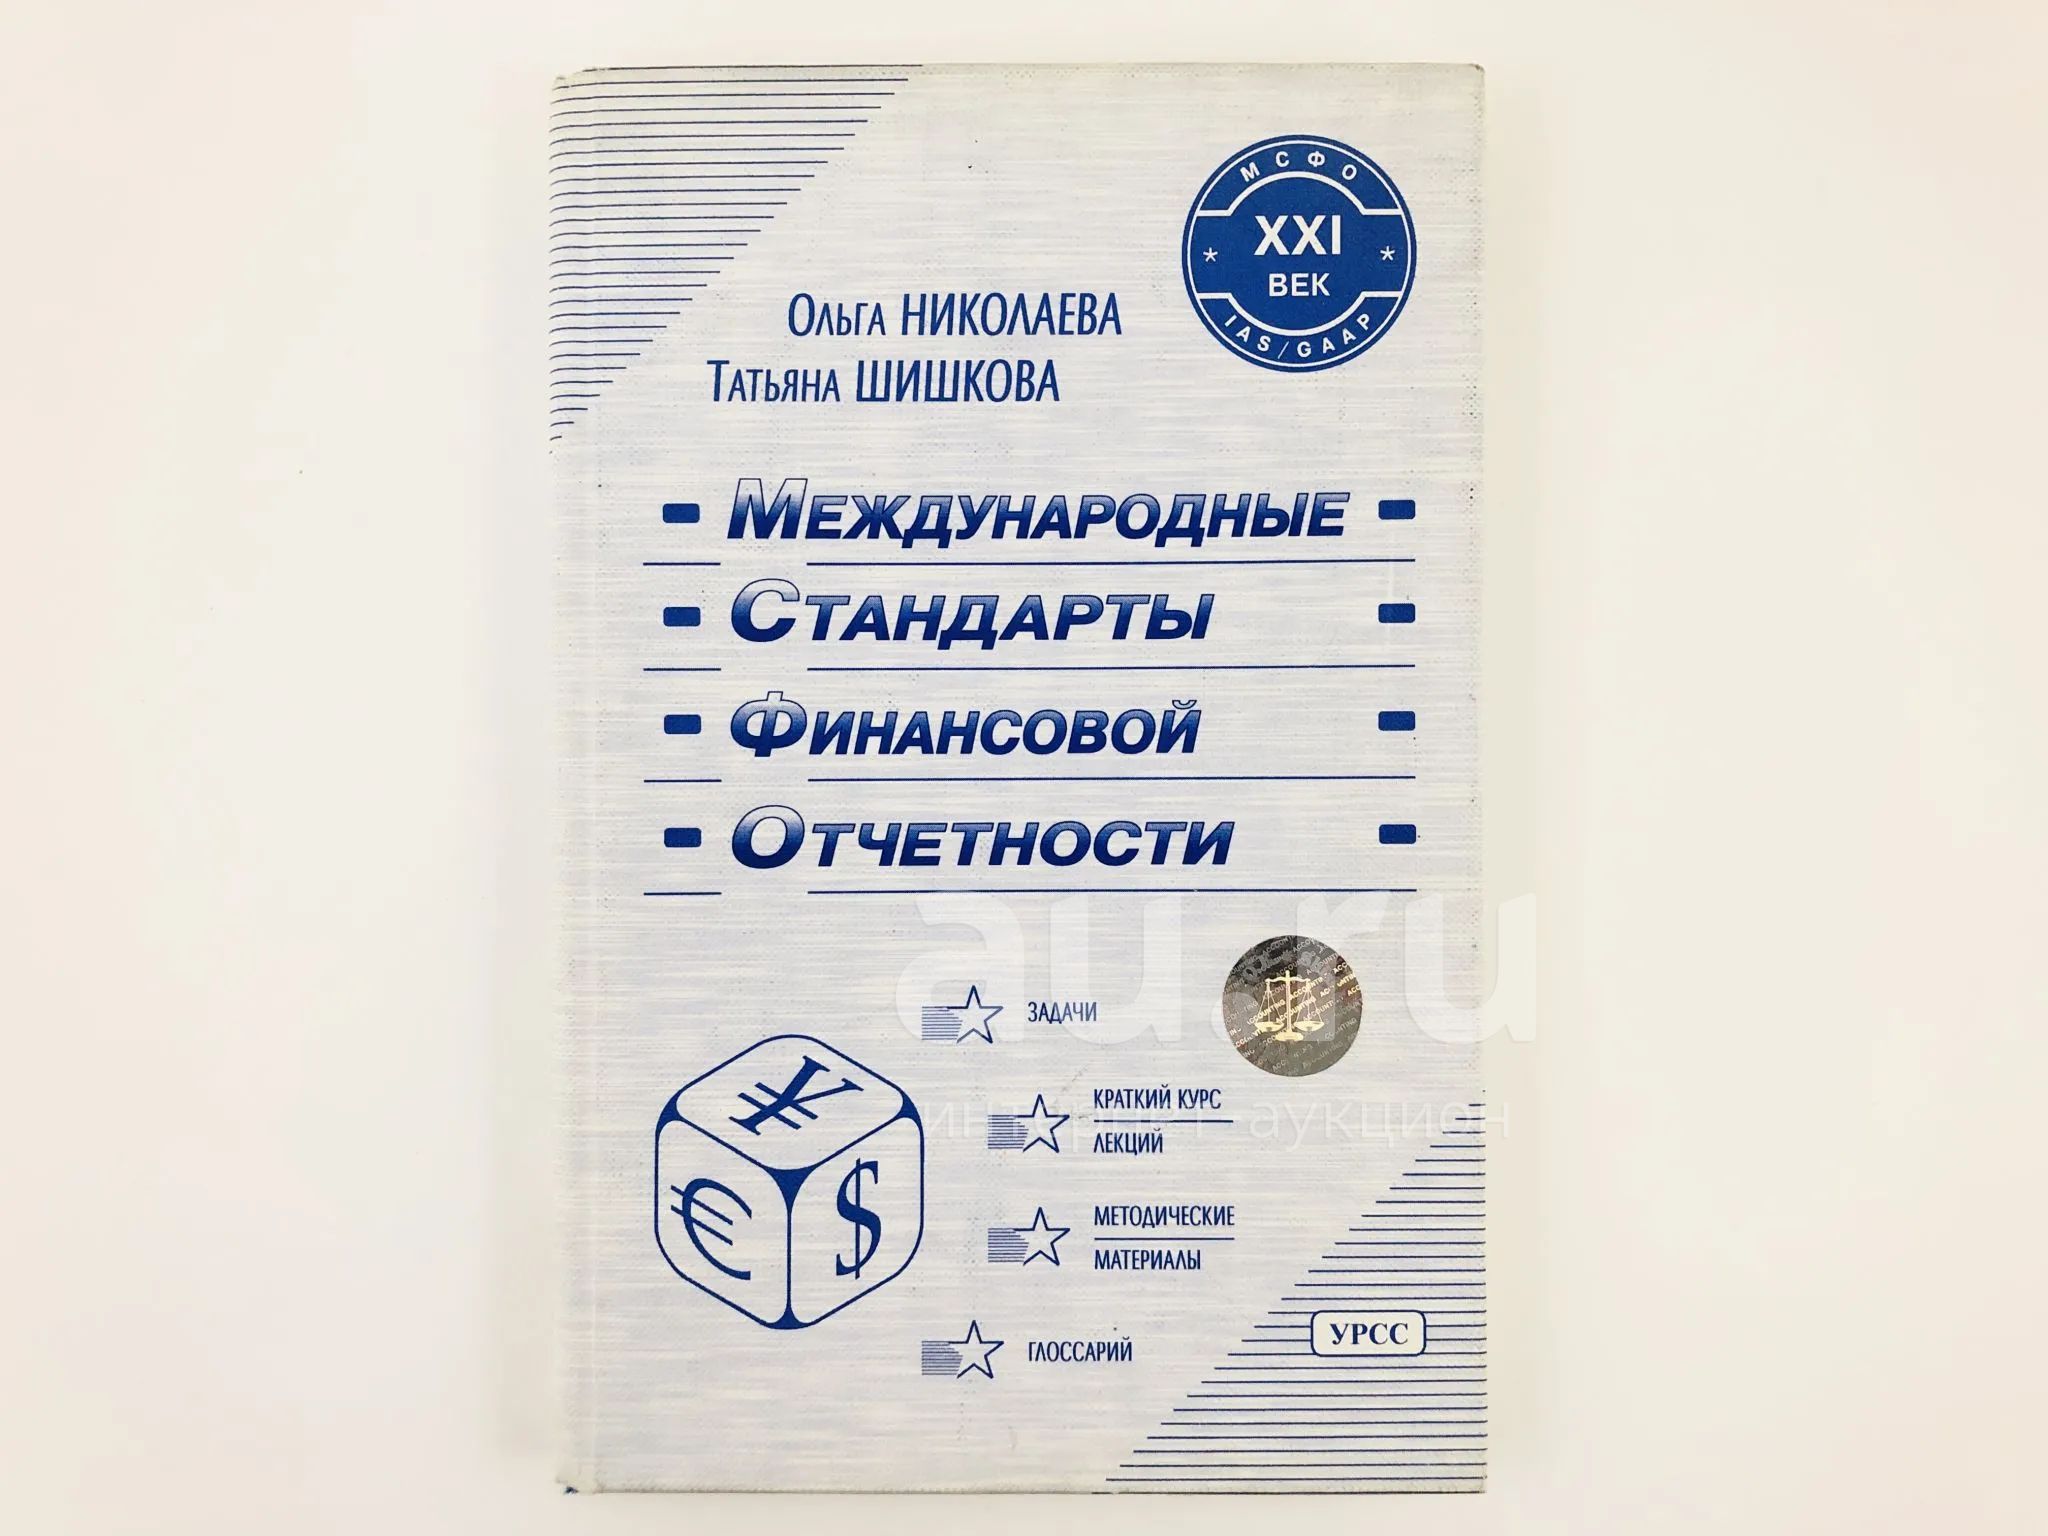 МСФО
XXI
ВЕК
IAS/GAAP
Ольга НИКОЛАЕВА
Татьяна ШИШКОВА
Международные
Стандарты
Финансовой
Отчетности
au.ru
интернет-аукцион
ЗАДАЧИ
КРАТКИЙ КУРС
ЛЕКЦИЙ
МЕТОДИЧЕСКИЕ
МАТЕРИАЛЫ
ГЛОССАРИЙ
¥
€
$
УРСС
ACCOUNTING